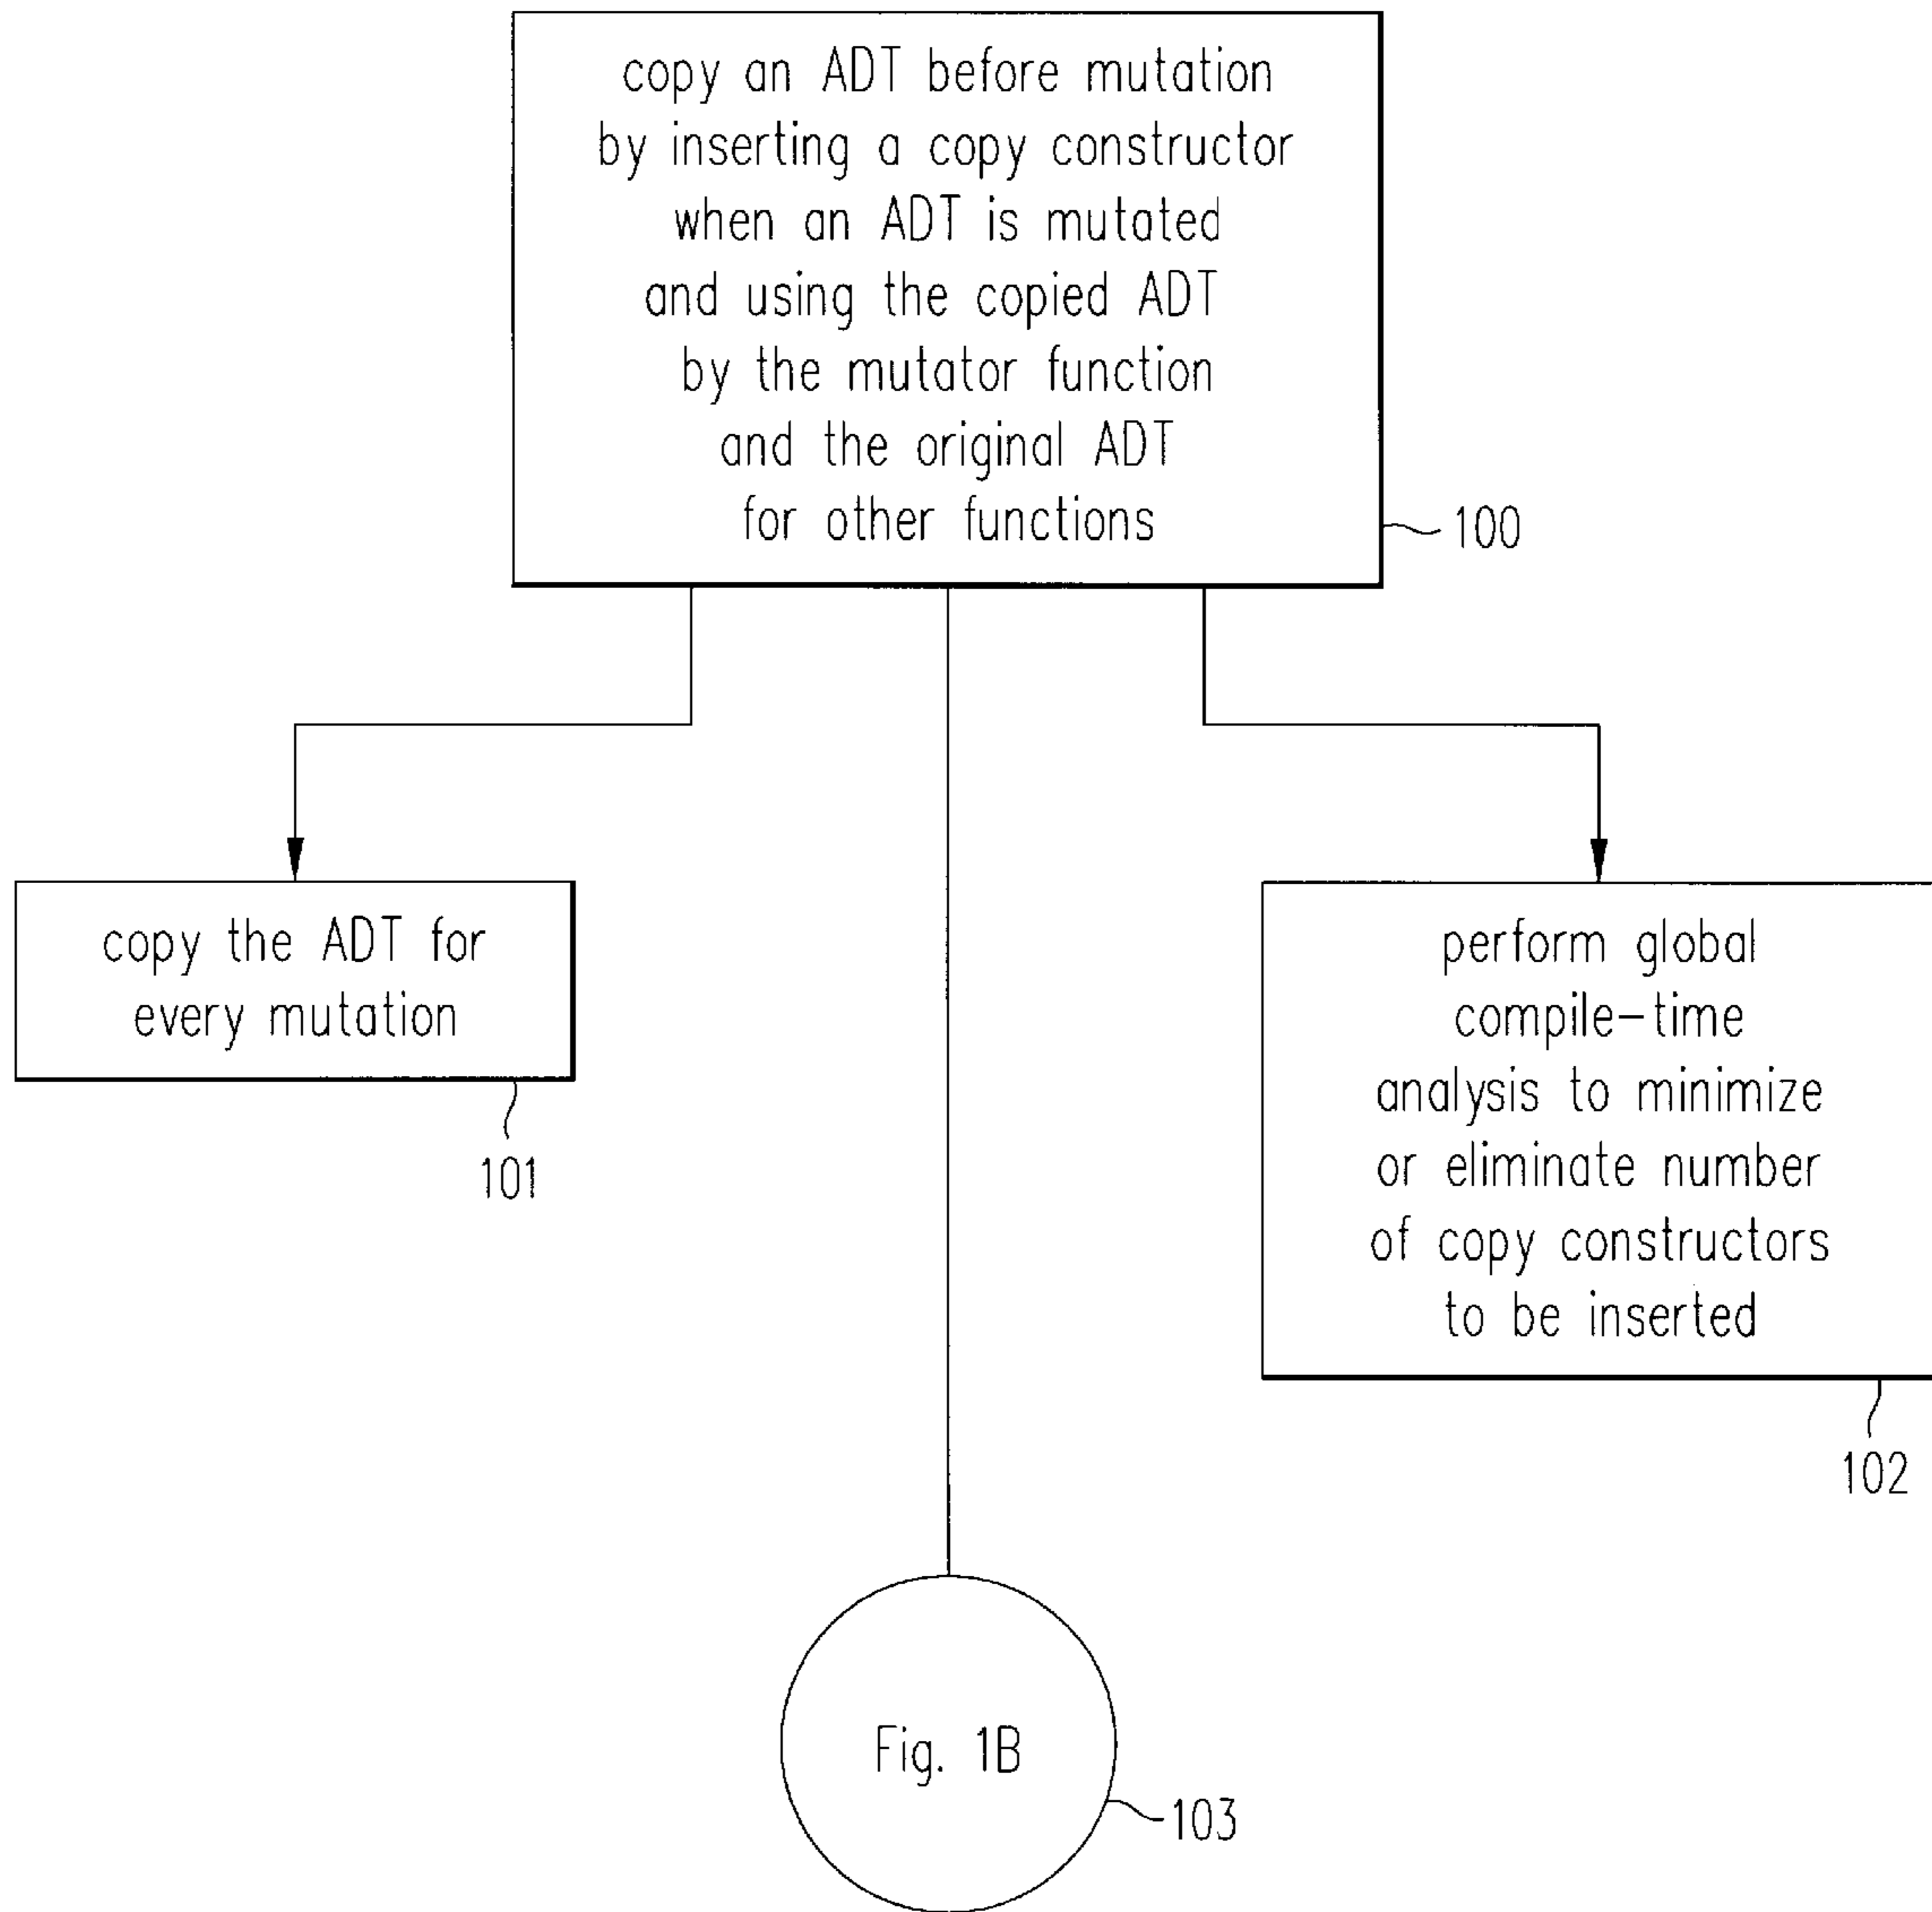 copy an ADT before mutation
by inserting a copy constructor
when an ADT is mutated
and using the copied ADT
by the mutator function
and the original ADT
for other functions
100
copy the ADT for
every mutation
101
perform global
compile-time
analysis to minimize
or eliminate number
of copy constructors
to be inserted
102
Fig. 1B
103